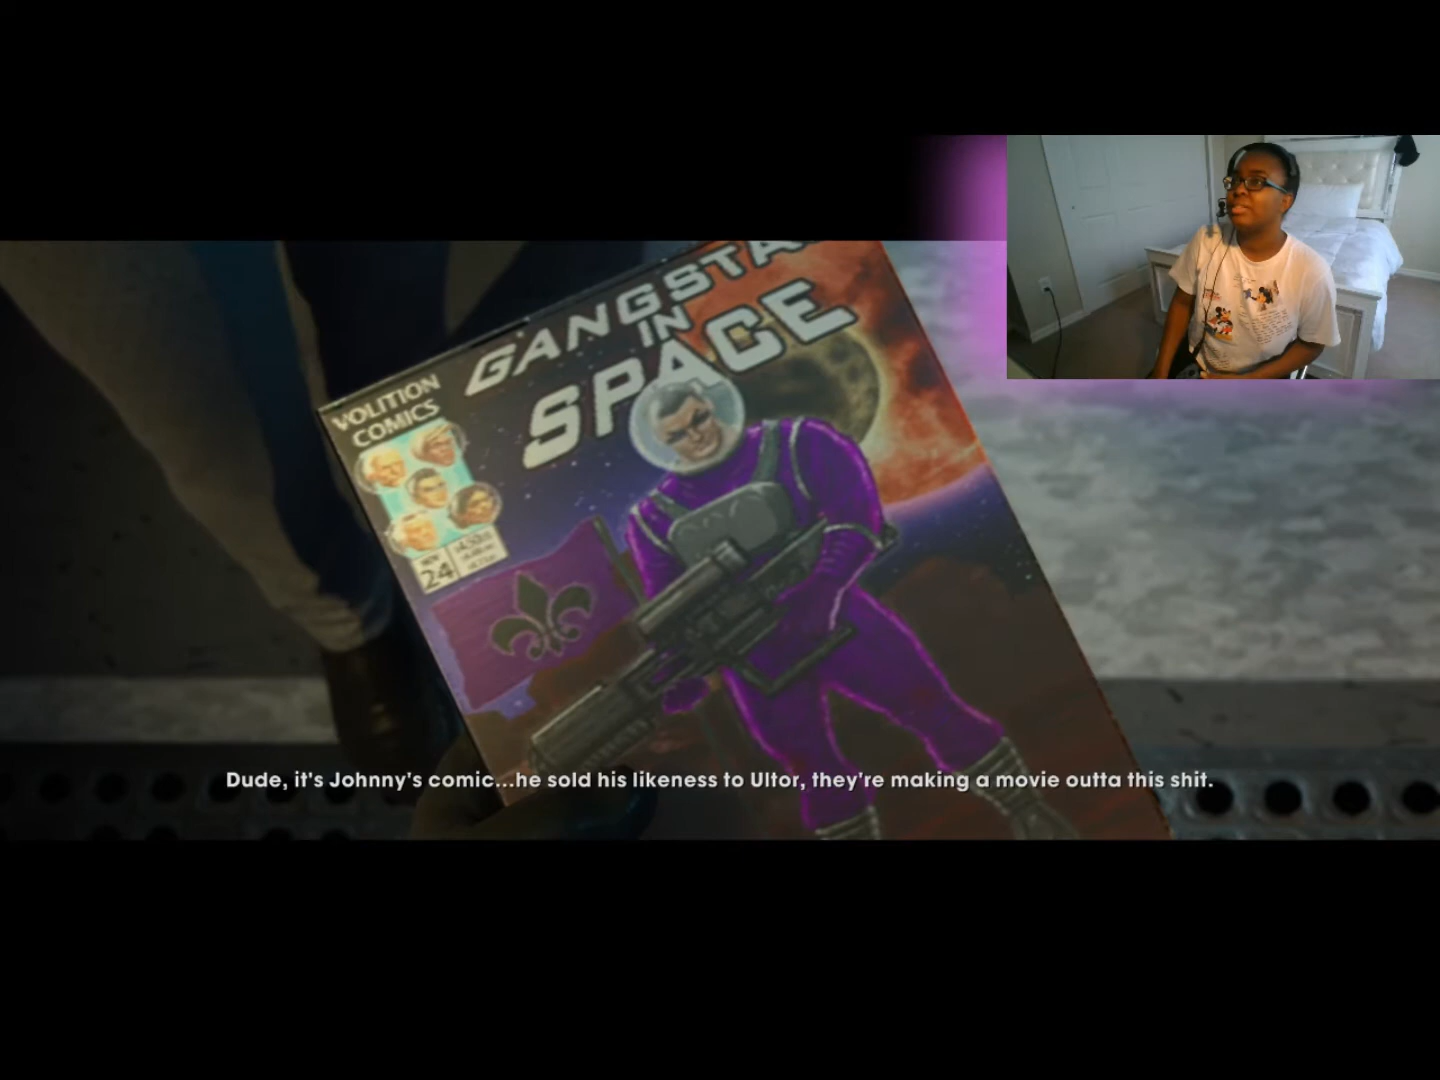 GANGSTA
IN
SPACE
VOLITION
COMICS
24
Dude, it's Johnny's comic...he sold his likeness to Ultor, they're making a movie outta this shit.